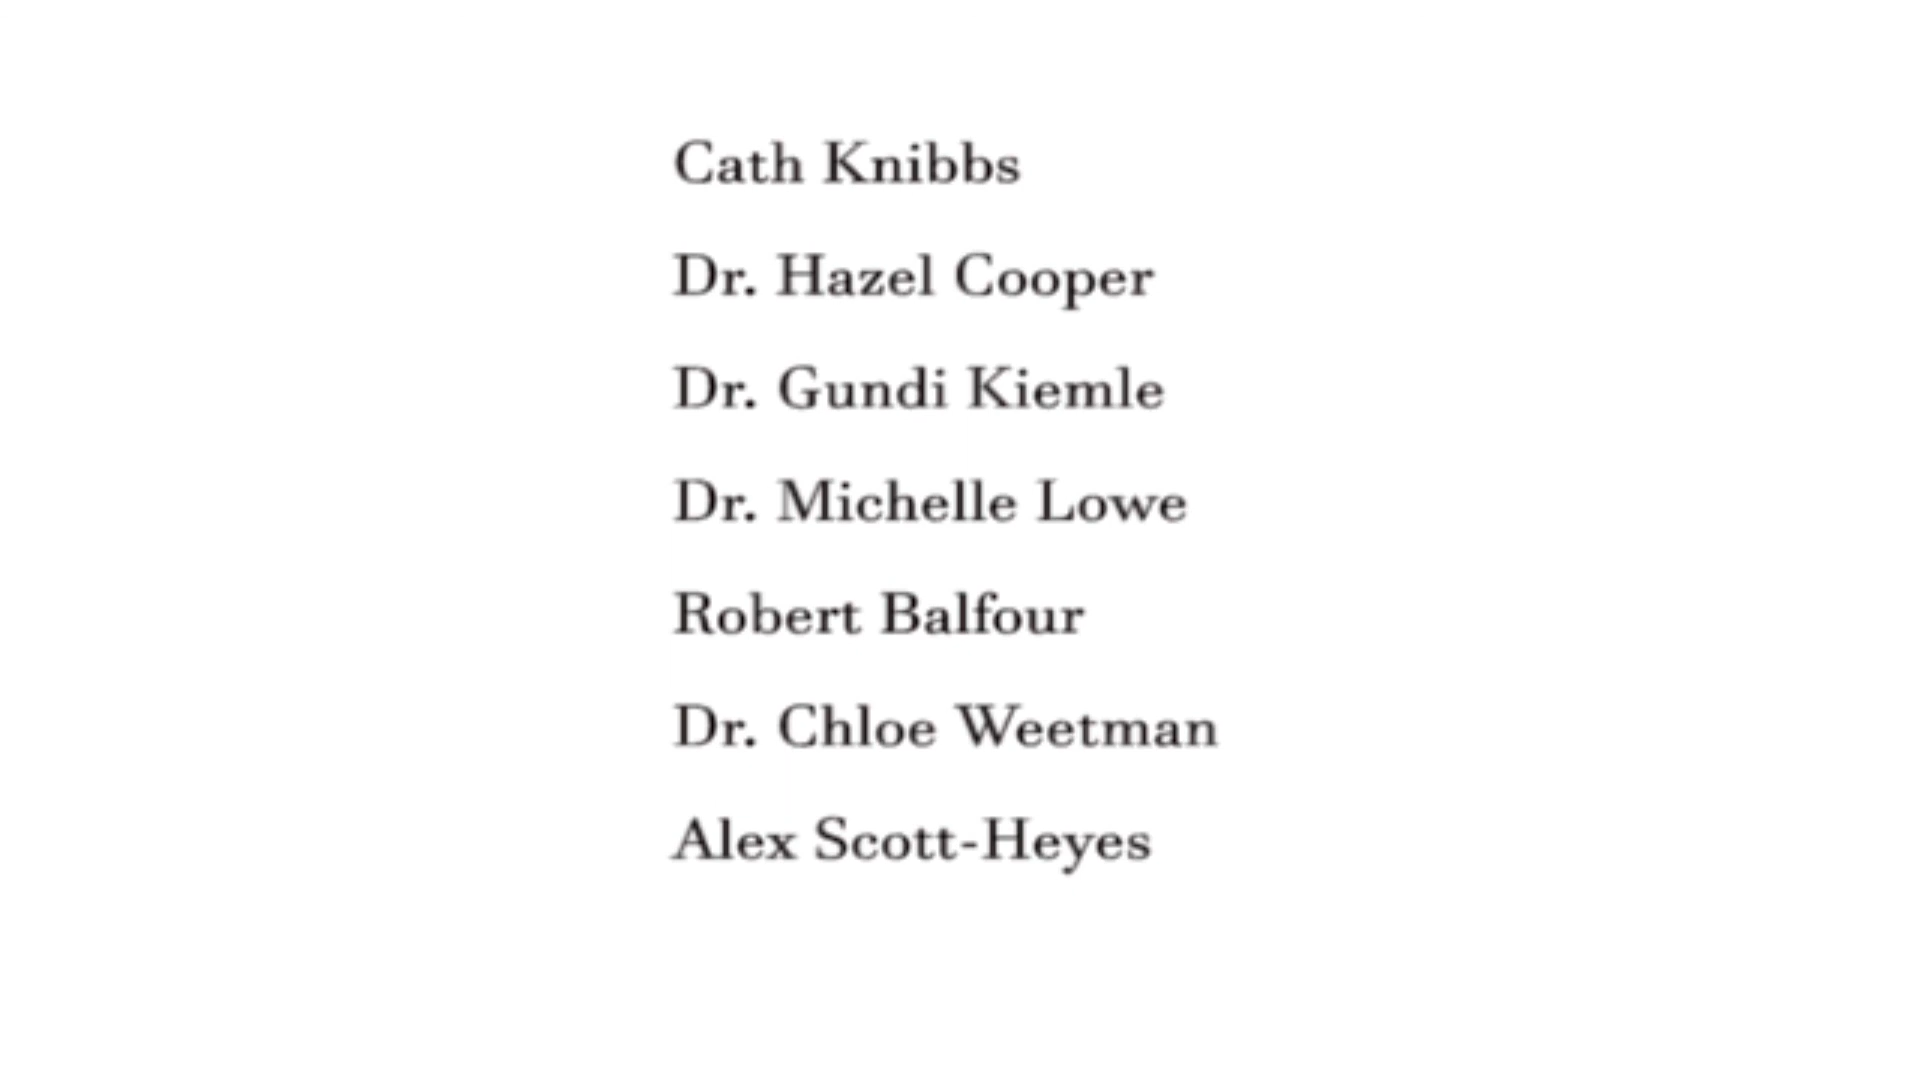 Cath Knibbs
Dr. Hazel Cooper
Dr. Gundi Kiemle
Dr. Michelle Lowe
Robert Balfour
Dr. Chloe Weetman
Alex Scott-Heyes